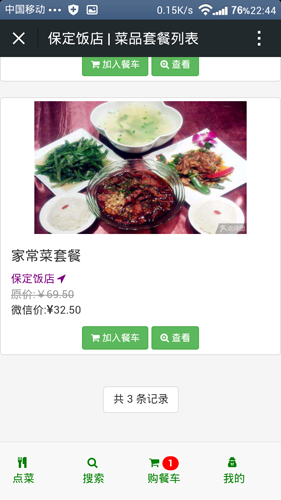 中国移动 ••• 0.15K/s 76% 22:44
保定饭店 | 菜品套餐列表
加入餐车 查看
家常菜套餐
保定饭店
原价:￥69.50
微信价:¥32.50
加入餐车 查看
共 3 条记录
1
点菜 搜索 购餐车 我的